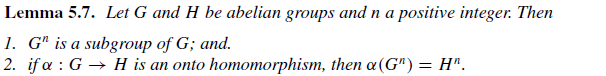 Lemma 5.7. Let G and H be abelian groups and n a positive integer. Then
1. Gⁿ is a subgroup of G; and.
2. if α : G → H is an onto homomorphism, then α(Gⁿ) = Hⁿ.